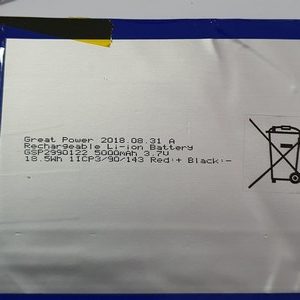 Great Power 2018.08.31 A
Rechargeable Li-ion Battery
GSP2990122 5000mAh 3.7V
18.5Wh 1ICP3/90/143 Red:+ Black:-